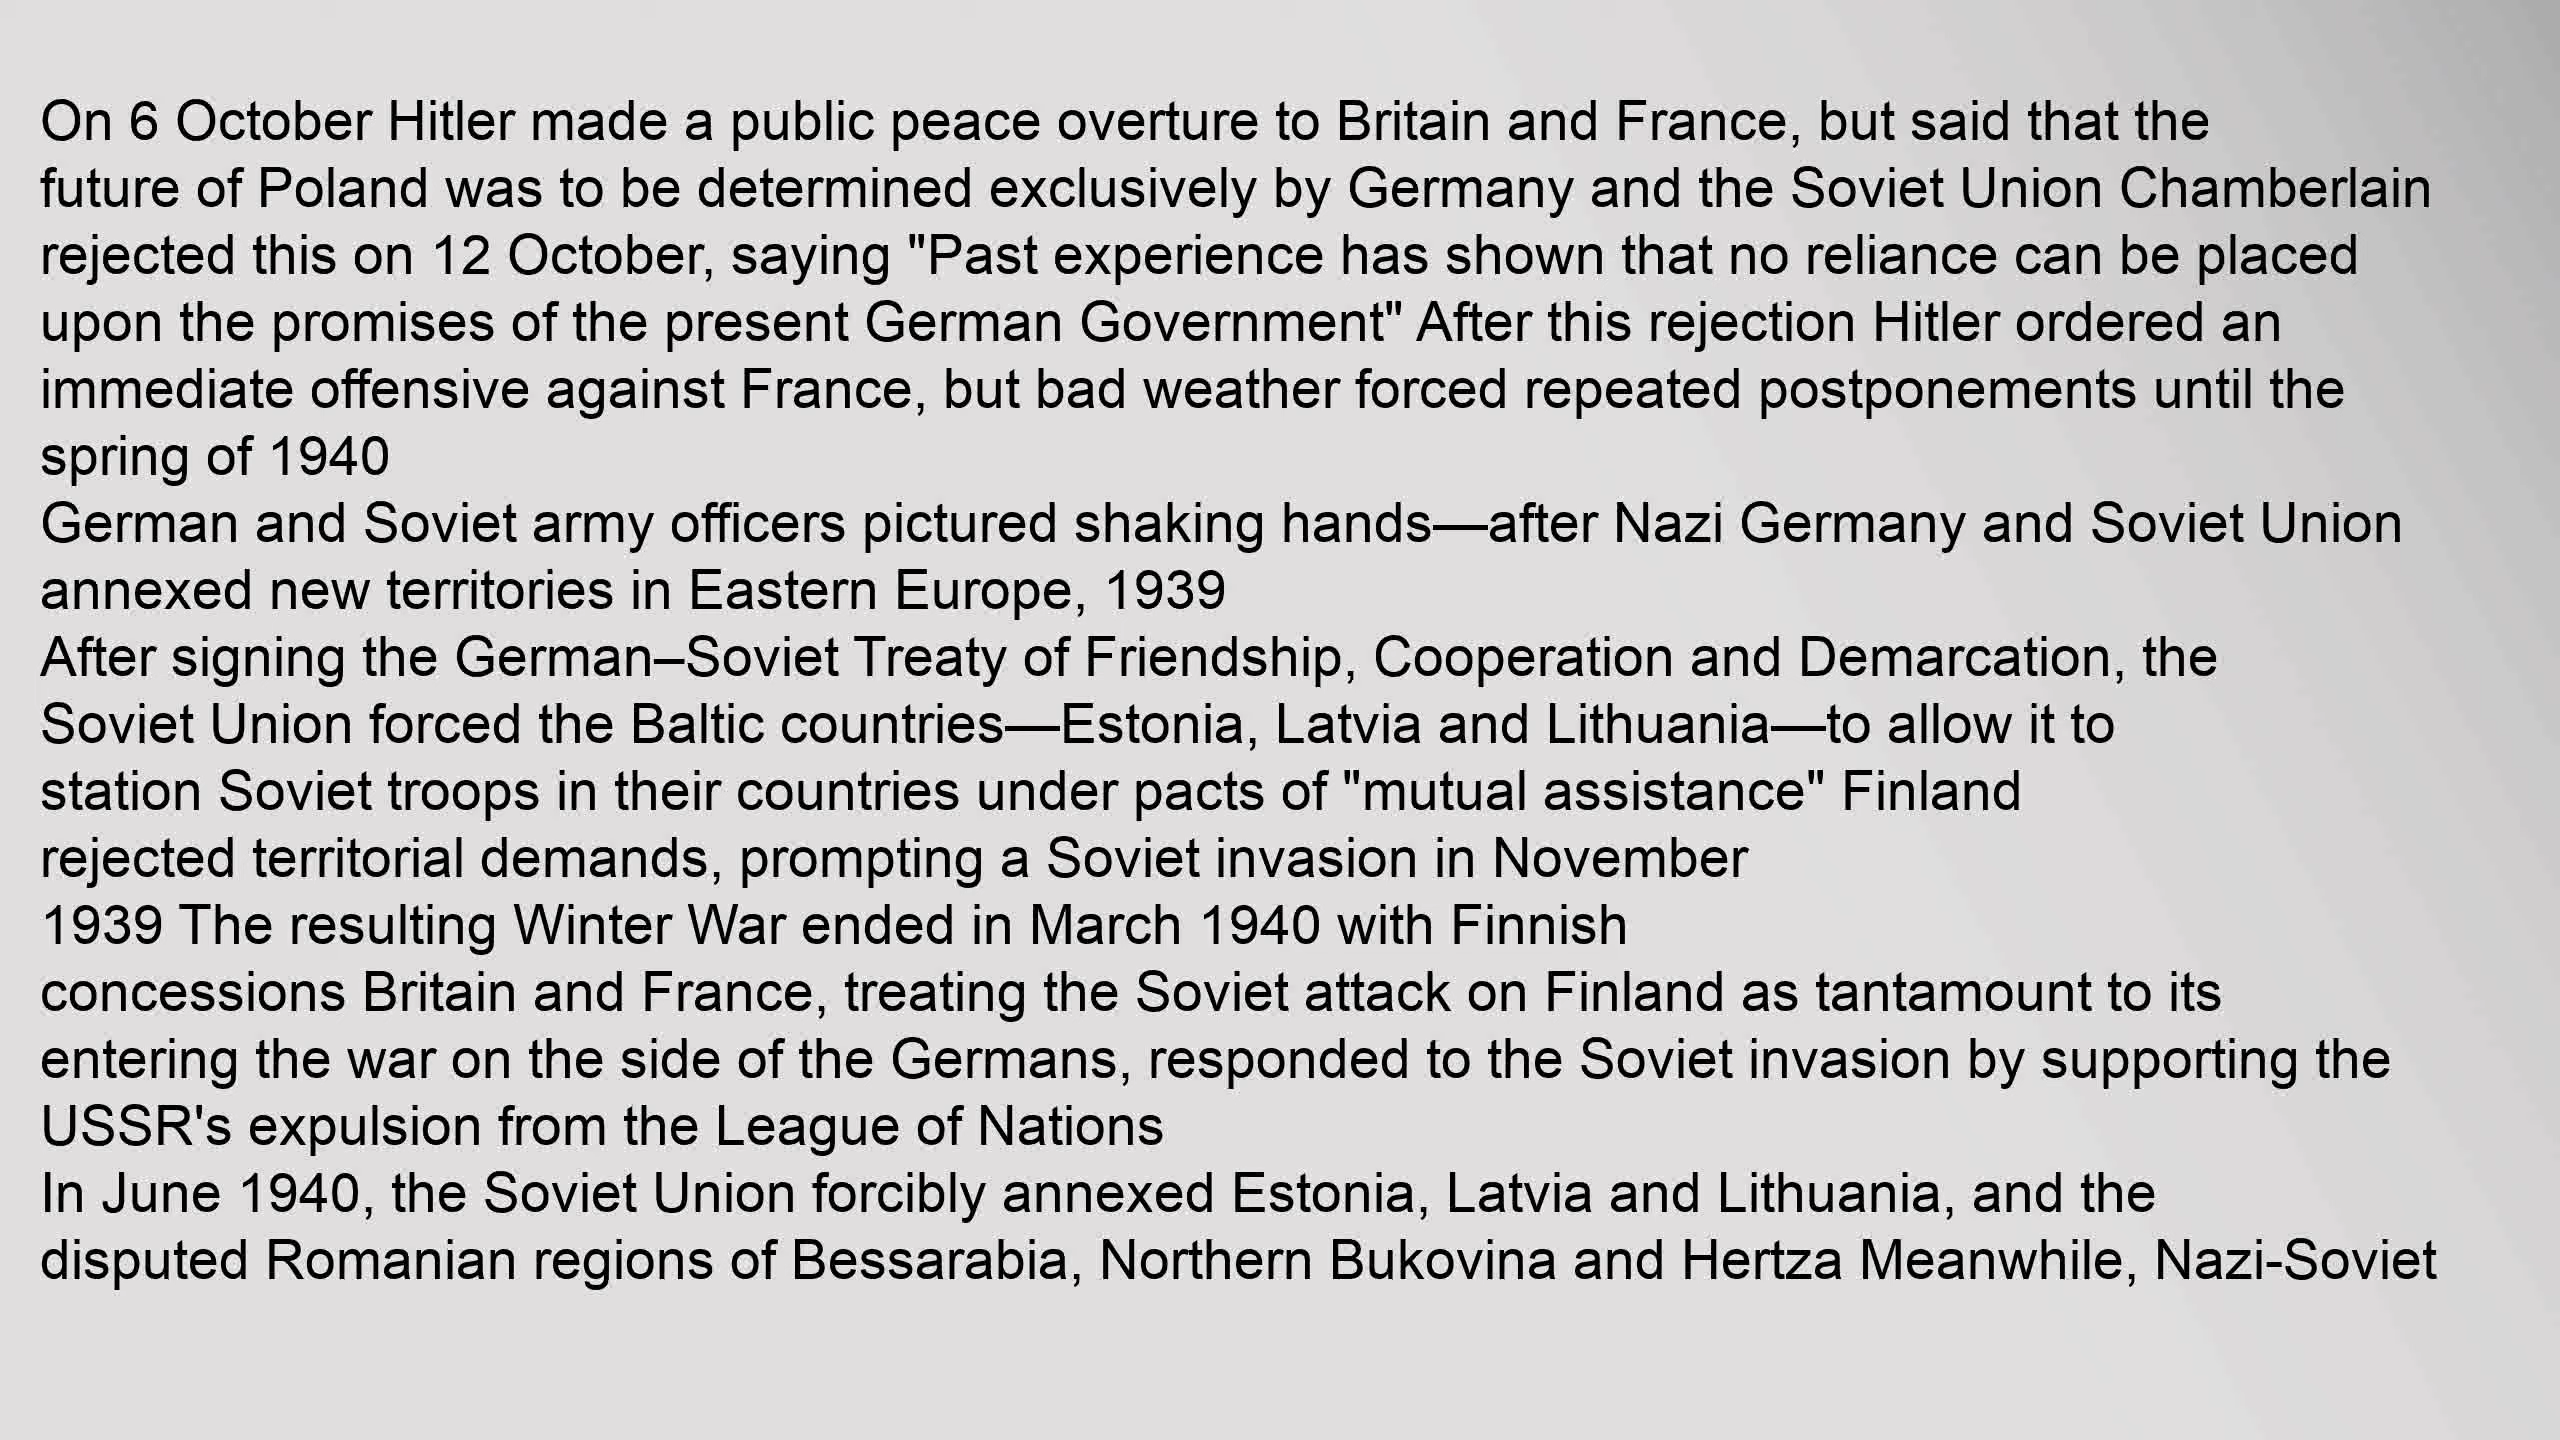 On 6 October Hitler made a public peace overture to Britain and France, but said that the
future of Poland was to be determined exclusively by Germany and the Soviet Union Chamberlain
rejected this on 12 October, saying "Past experience has shown that no reliance can be placed
upon the promises of the present German Government" After this rejection Hitler ordered an
immediate offensive against France, but bad weather forced repeated postponements until the
spring of 1940
German and Soviet army officers pictured shaking hands—after Nazi Germany and Soviet Union
annexed new territories in Eastern Europe, 1939
After signing the German–Soviet Treaty of Friendship, Cooperation and Demarcation, the
Soviet Union forced the Baltic countries—Estonia, Latvia and Lithuania—to allow it to
station Soviet troops in their countries under pacts of "mutual assistance" Finland
rejected territorial demands, prompting a Soviet invasion in November
1939 The resulting Winter War ended in March 1940 with Finnish
concessions Britain and France, treating the Soviet attack on Finland as tantamount to its
entering the war on the side of the Germans, responded to the Soviet invasion by supporting the
USSR's expulsion from the League of Nations
In June 1940, the Soviet Union forcibly annexed Estonia, Latvia and Lithuania, and the
disputed Romanian regions of Bessarabia, Northern Bukovina and Hertza Meanwhile, Nazi-Soviet